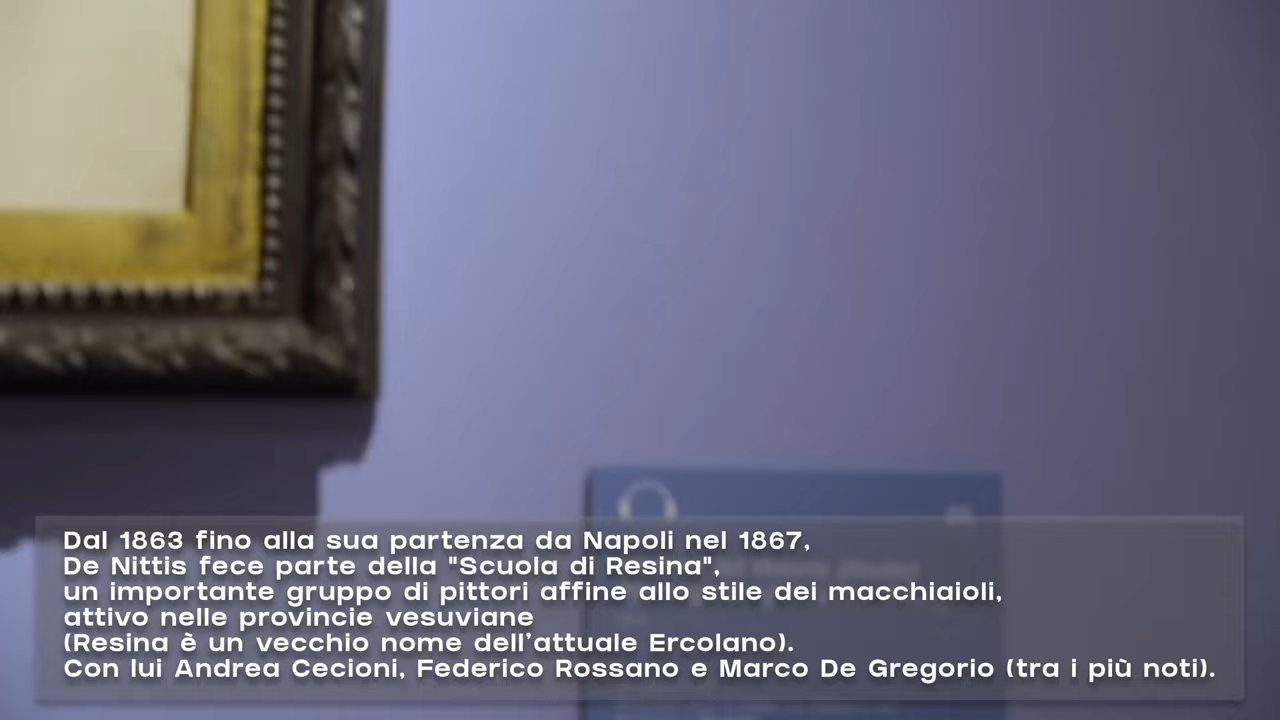 Dal 1863 fino alla sua partenza da Napoli nel 1867,
De Nittis fece parte della "Scuola di Resina",
un importante gruppo di pittori affine allo stile dei macchiaioli,
attivo nelle provincie vesuviane
(Resina è un vecchio nome dell'attuale Ercolano).
Con lui Andrea Cecioni, Federico Rossano e Marco De Gregorio (tra i più noti).